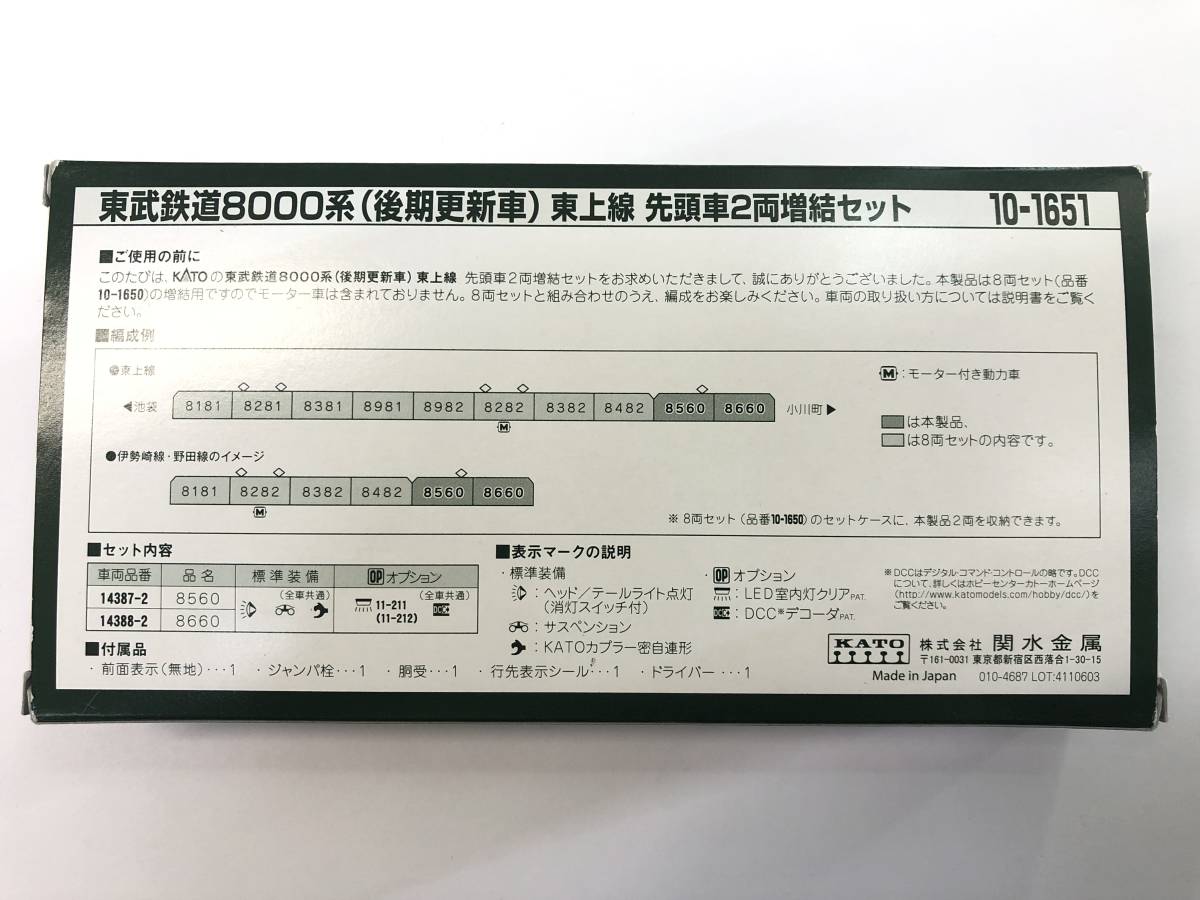 東武鉄道8000系(後期更新車) 東上線 先頭車2両増結セット 10-1651
■ご使用の前に
このたびは、KATOの東武鉄道8000系(後期更新車) 東上線 先頭車2両増結セットをお求めいただきまして、誠にありがとうございました。本製品は8両セット(品番
10-1650)の増結用ですのでモーター車は含まれておりません。8両セットと組み合わせのうえ、編成をお楽しみください。車両の取り扱い方については説明書をご覧く
ださい。
■編成例
●東上線
◀池袋 8181 8281 8381 8981 8982 8282 8382 8482 8560 8660 小川町▶
M
M:モーター付き動力車
■は本製品、
□は8両セットの内容です。
●伊勢崎線・野田線のイメージ
8181 8282 8382 8482 8560 8660
M
※8両セット(品番10-1650)のセットケースに、本製品2両を収納できます。
■セット内容
車両品番 品名 標準装備 OPオプション
14387-2 8560 (全車共通) 11-211 (全車共通)
14388-2 8660 (11-212) DCC
■付属品
・前面表示(無地)・・・1 ・ジャンパ栓・・・1 ・胴受・・・1 ・行先表示シール・・・1 ・ドライバー・・・1
■表示マークの説明
・標準装備
:ヘッド/テールライト点灯
(消灯スイッチ付)
:サスペンション
:KATOカプラー密自連形
・OPオプション
:LED室内灯クリアPAT.
DCC:DCC※デコーダPAT.
※DCCはデジタル・コマンド・コントロールの略です。DCC
について、詳しくはホビーセンターカトーホームページ
(http://www.katomodels.com/hobby/dcc/)を
ご覧ください。
KATO 株式会社 関水金属
〒161-0031 東京都新宿区西落合1-30-15
Made in Japan 010-4687 LOT:4110603